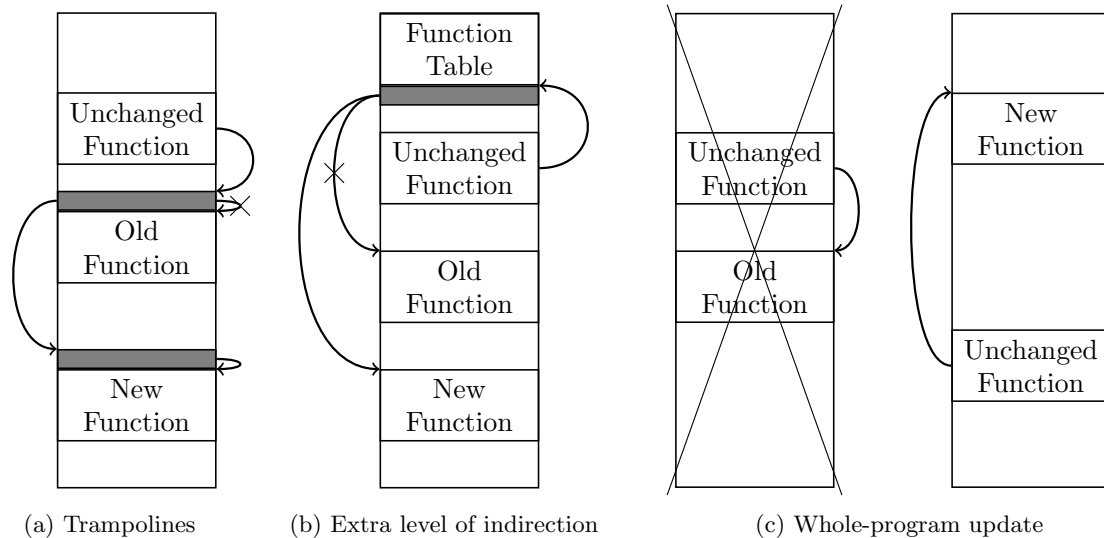 Unchanged
Function
Old
Function
New
Function
(a) Trampolines
Function
Table
Unchanged
Function
Old
Function
New
Function
(b) Extra level of indirection
Unchanged
Function
Old
Function
New
Function
Unchanged
Function
(c) Whole-program update